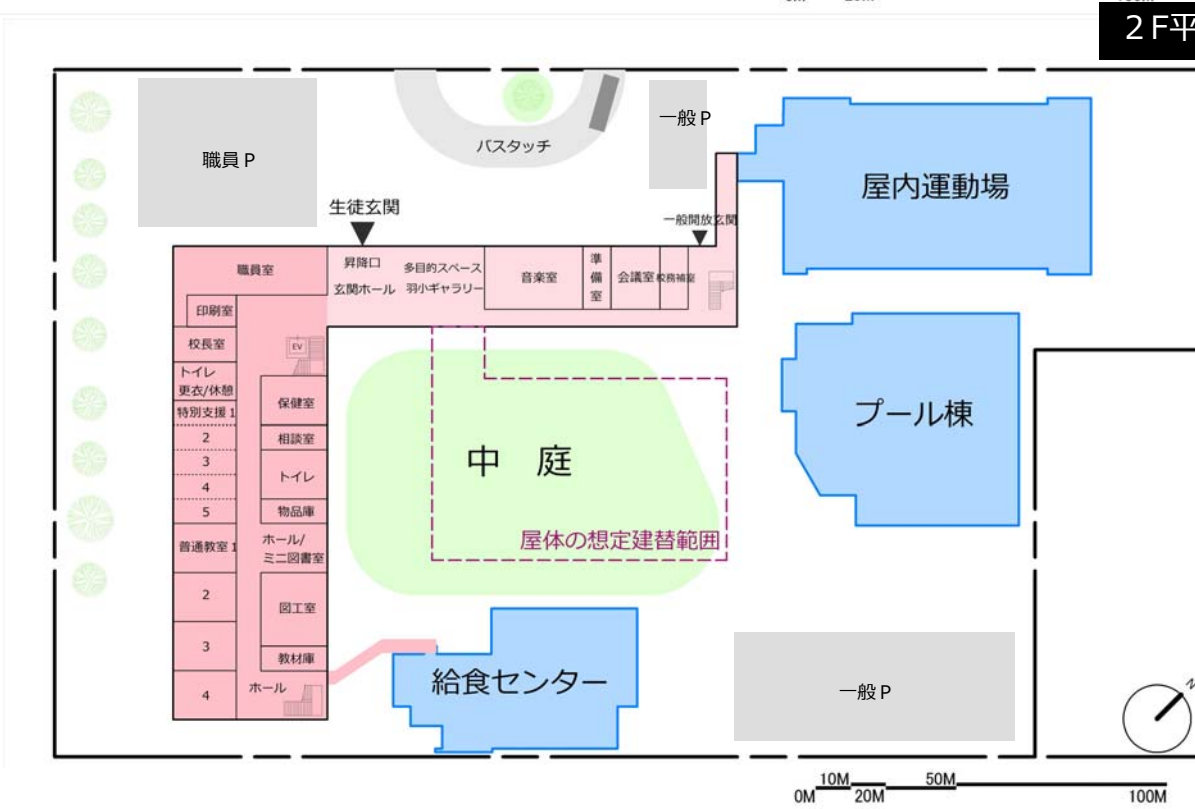 ２F平
職員Ｐ
バスタッチ
一般Ｐ
屋内運動場
生徒玄関
一般開放玄関
職員室
昇降口
玄関ホール
多目的スペース
羽小ギャラリー
音楽室
準備室
会議室
校務補室
印刷室
校長室
EV
トイレ
更衣/休憩
保健室
特別支援 1
2
相談室
3
トイレ
4
5
物品庫
普通教室 1
ホール/
ミニ図書室
2
図工室
3
教材庫
4
ホール
中　庭
屋体の想定建替範囲
プール棟
給食センター
一般Ｐ
N
0M
10M
20M
50M
100M